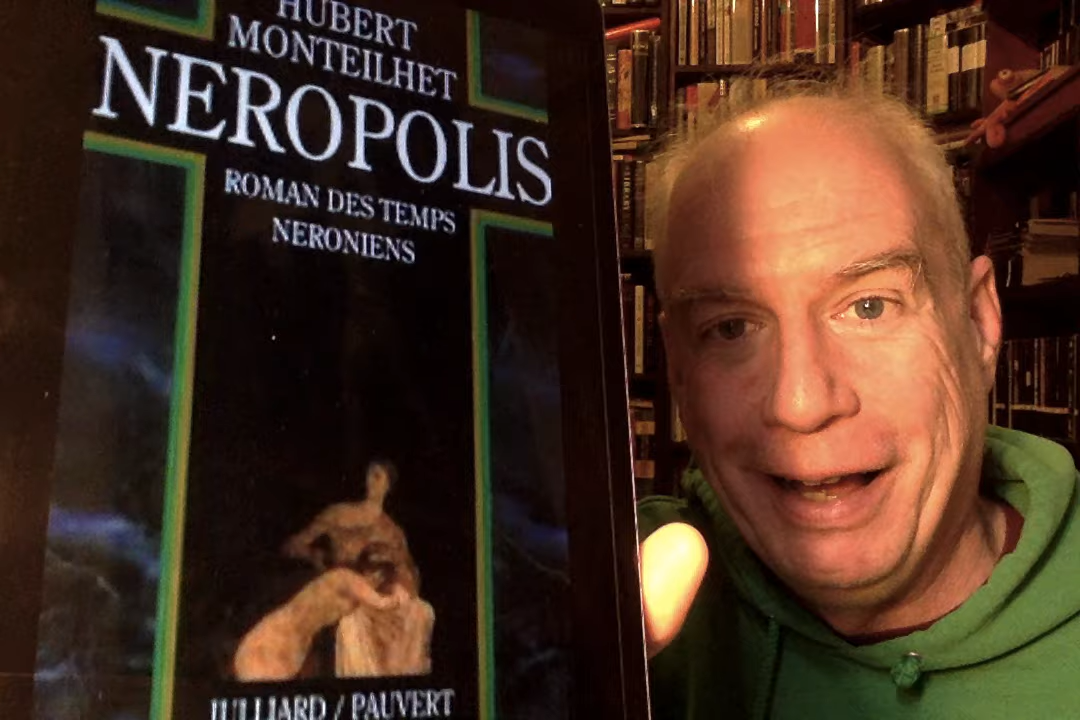 HUBERT
MONTEILHET
NEROPOLIS
ROMAN DES TEMPS
NERONIENS
JULLIARD / PAUVERT